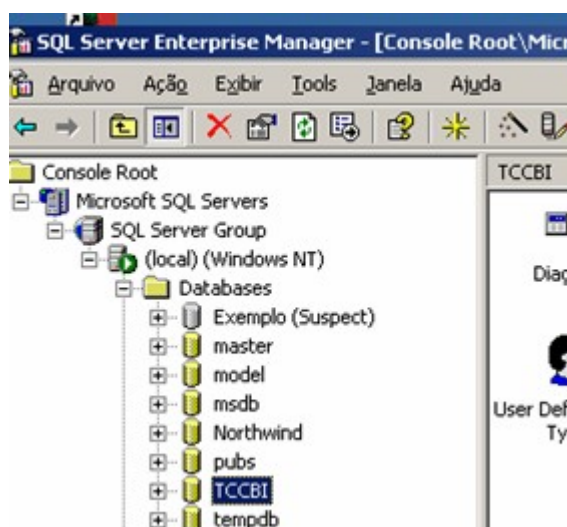 SQL Server Enterprise Manager - [Console Root\Micr
Arquivo Ação Exibir Tools Janela Ajuda
Console Root
TCCBI
Microsoft SQL Servers
SQL Server Group
(local) (Windows NT)
Databases
Diag
Exemplo (Suspect)
master
model
msdb
User Def
Northwind
Ty
pubs
TCCBI
tempdb